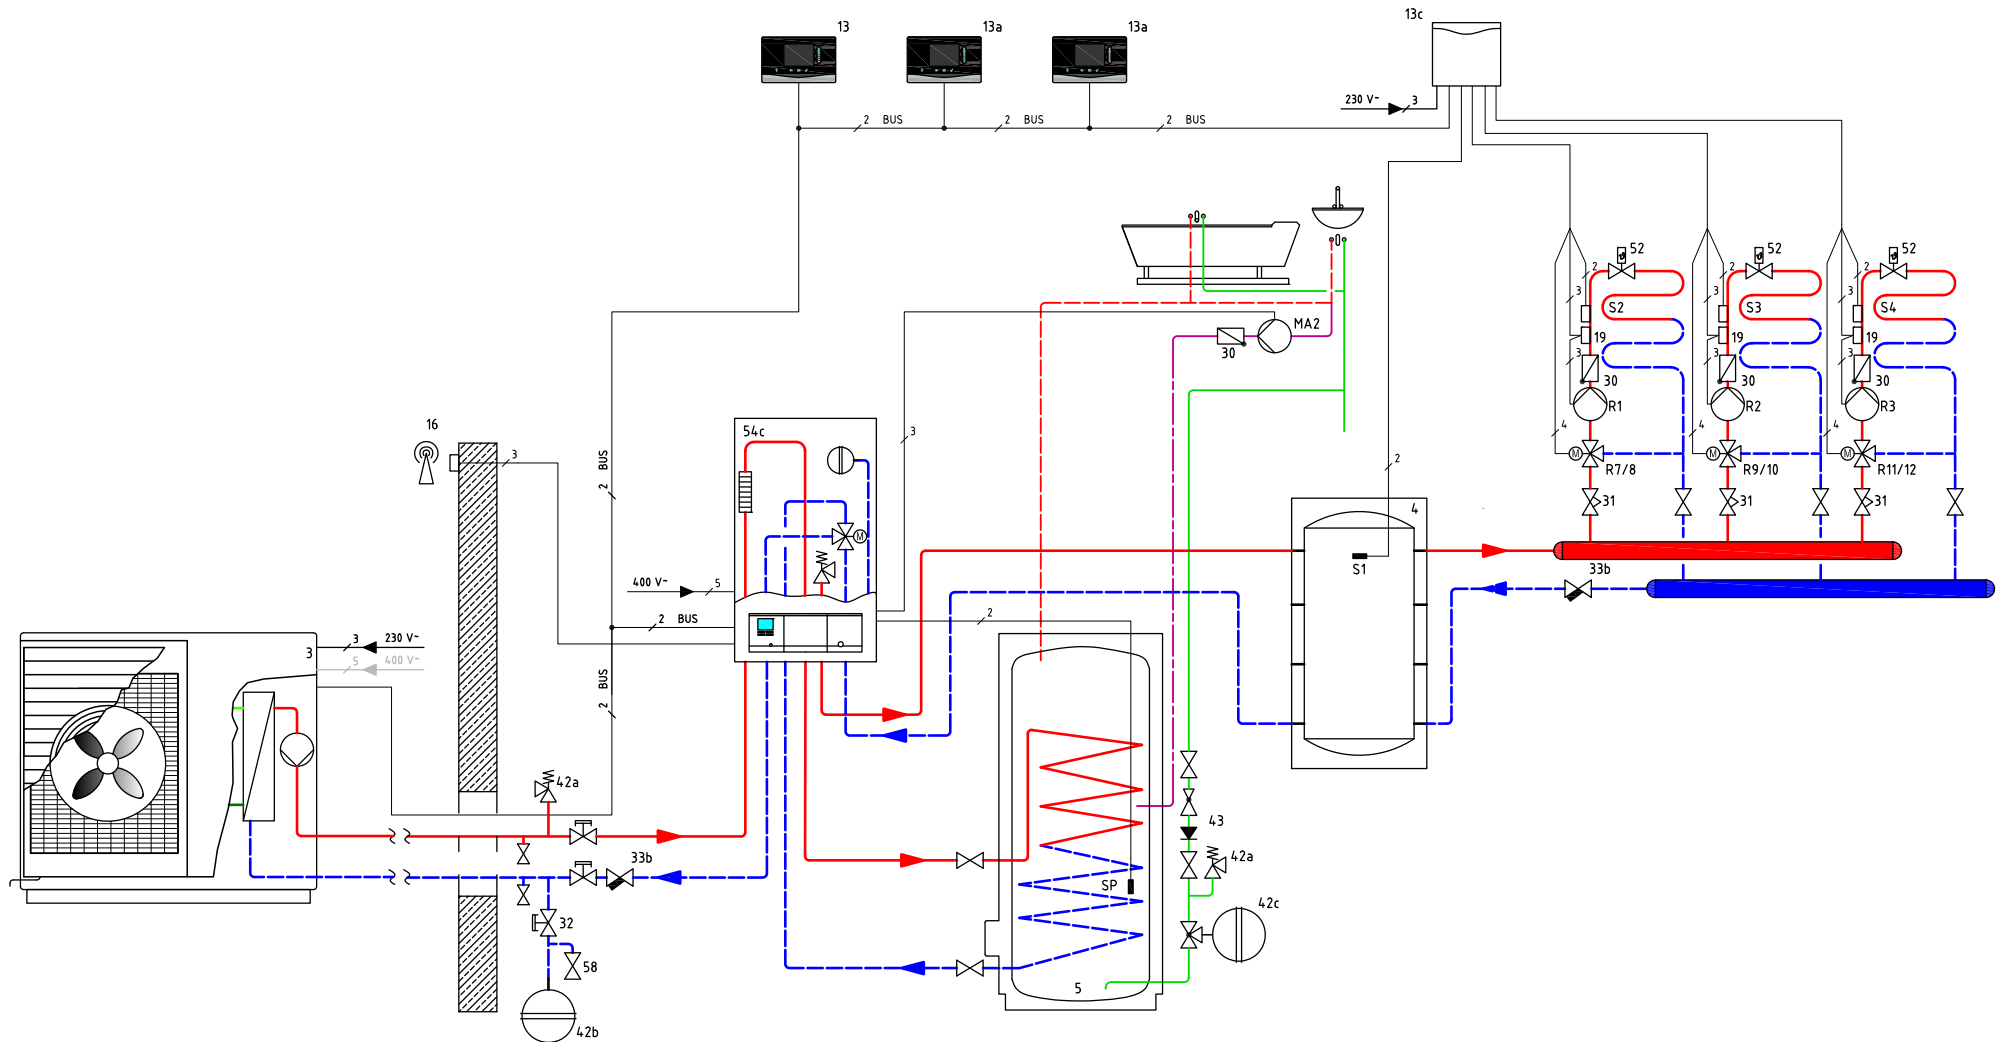 13
13a
13a
13c
230 V~
3
2 BUS
2 BUS
2 BUS
52
52
52
2
2
2
3
3
3
S2
S3
S4
MA2
30
19
19
19
3
3
3
30
30
30
R1
R2
R3
16
54c
3
4
4
4
M
M
M
R7/8
R9/10
R11/12
3
2 BUS
2
31
31
31
4
M
S1
33b
400 V~
5
2 BUS
2
3
3
230 V~
5
400 V~
2 BUS
42a
43
33b
42a
SP
32
42c
58
5
42b